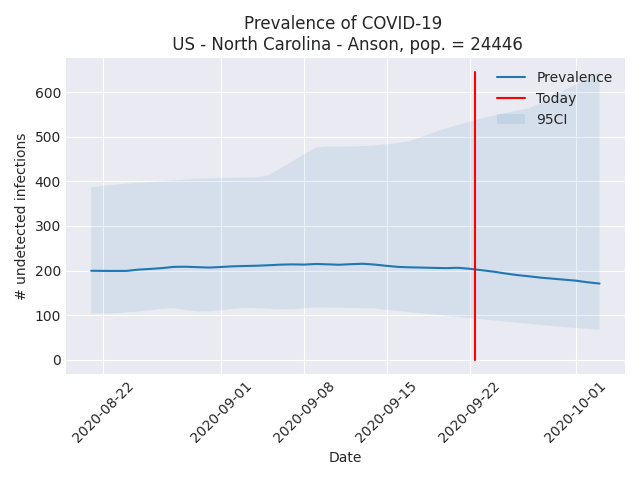 Prevalence of COVID-19
US - North Carolina - Anson, pop. = 24446
Prevalence
Today
95CI
# undetected infections
600
500
400
300
200
100
0
2020-08-22
2020-09-01
2020-09-08
2020-09-15
2020-09-22
2020-10-01
Date